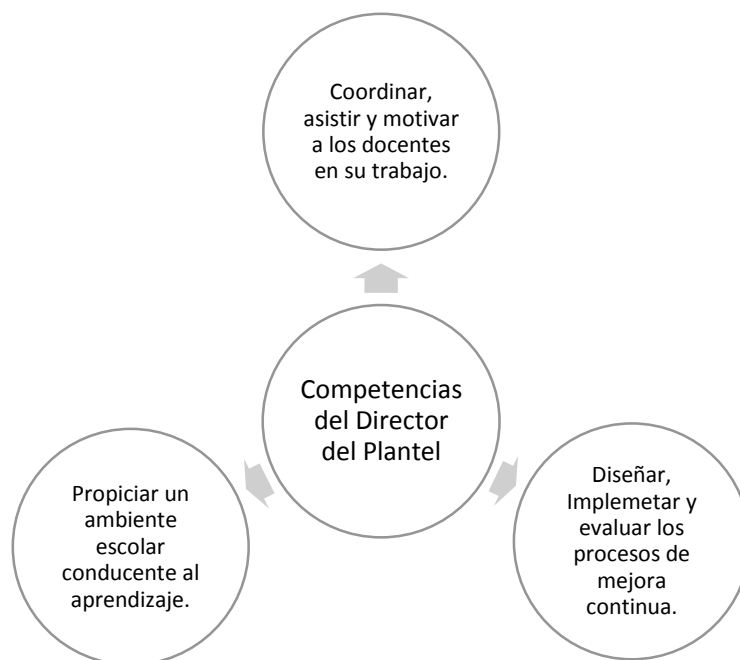 Coordinar,
asistir y motivar
a los docentes
en su trabajo.
Competencias
del Director
del Plantel
Propiciar un
ambiente
escolar
conducente al
aprendizaje.
Diseñar,
Implemetar y
evaluar los
procesos de
mejora
continua.